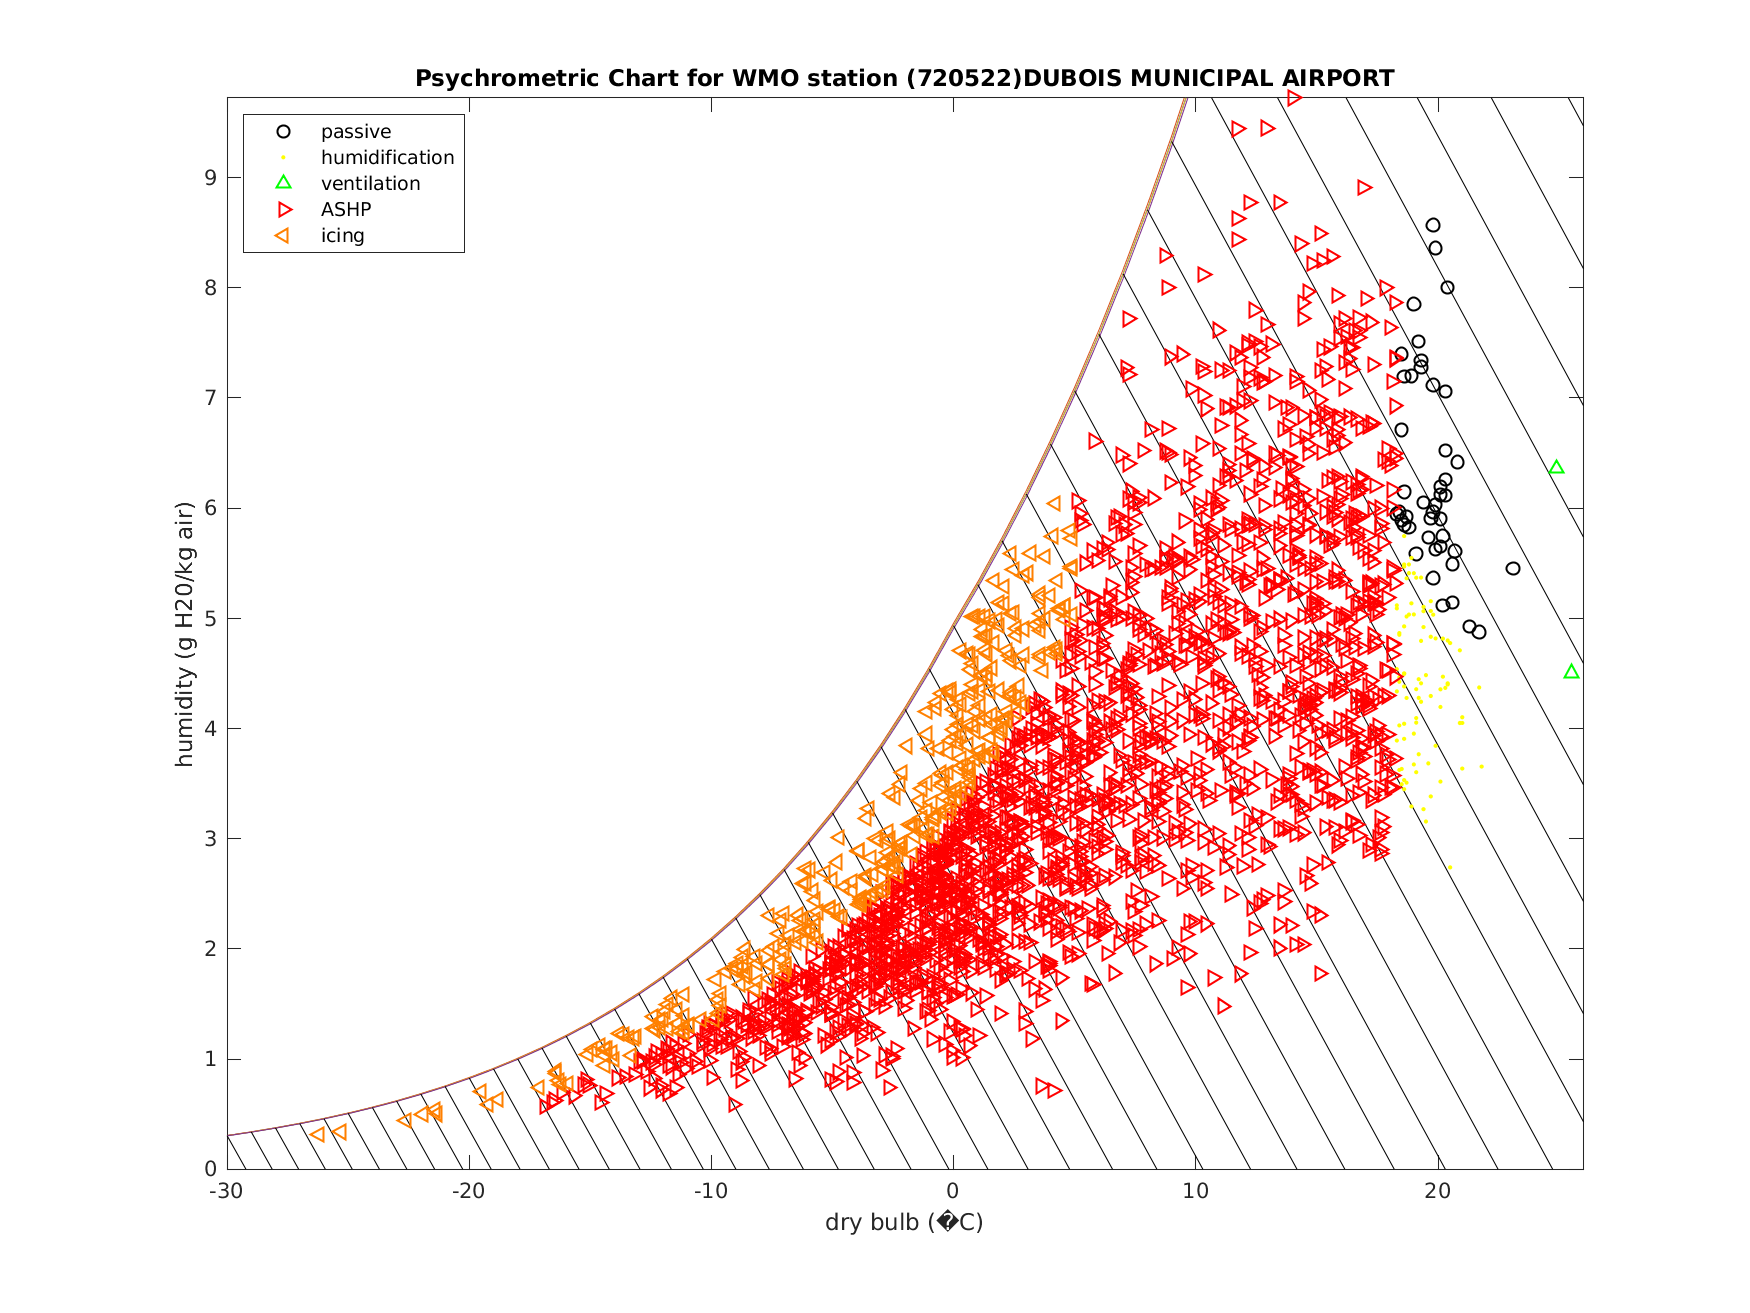 Psychrometric Chart for WMO station (720522)DUBOIS MUNICIPAL AIRPORT
passive
humidification
ventilation
ASHP
icing
humidity (g H20/kg air)
9
8
7
6
5
4
3
2
1
0
-30 -20 -10 0 10 20
dry bulb (�C)